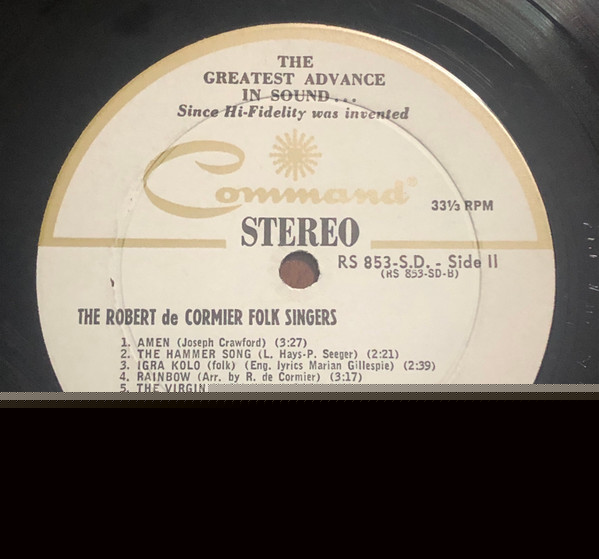 THE
GREATEST ADVANCE
IN SOUND...
Since Hi-Fidelity was invented
Command®
33⅓ RPM
STEREO
RS 853-S.D. - Side II
(RS 853-SD-B)
THE ROBERT de CORMIER FOLK SINGERS
1. AMEN (Joseph Crawford) (3:27)
2. THE HAMMER SONG (L. Hays-P. Seeger) (2:21)
3. IGRA KOLO (folk) (Eng. lyrics Marian Gillespie) (2:39)
4. RAINBOW (Arr. by R. de Cormier) (3:17)
5. THE VIRGIN